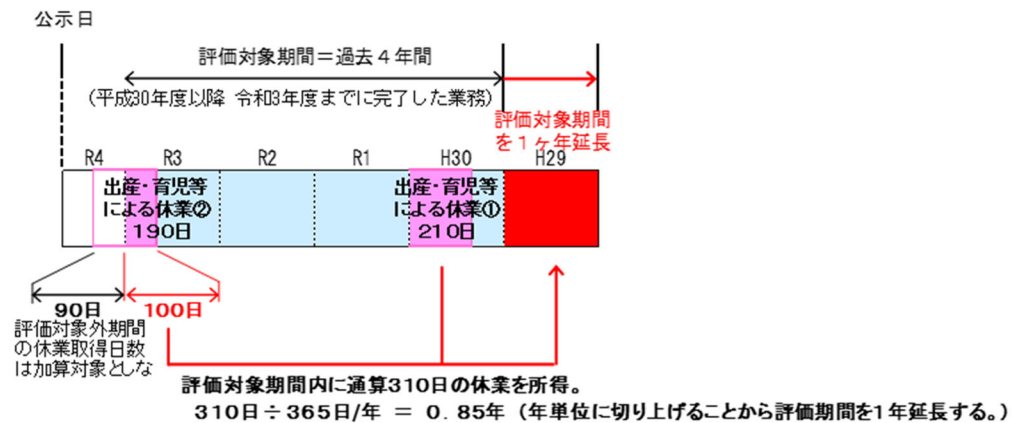 公示日
評価対象期間＝過去４年間
(平成30年度以降 令和3年度までに完了した業務)
評価対象期間
を１ヶ年延長
R4 R3 R2 R1 H30 H29
出産・育児等
による休業②
190日
出産・育児等
による休業①
210日
90日
100日
評価対象外期間
の休業取得日数
は加算対象としな
評価対象期間内に通算310日の休業を所得。
310日÷365日/年 ＝ 0．85年（年単位に切り上げることから評価期間を1年延長する。）